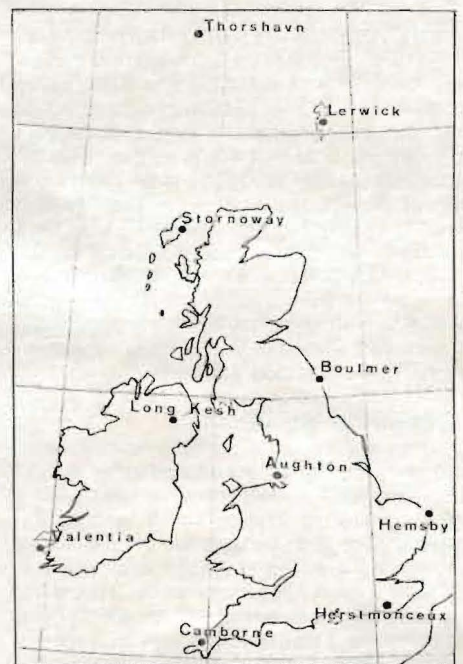 Thorshavn
Lerwick
Stornoway
Boulmer
Long Kesh
Aughton
Hemsby
Valentia
Herstmonceux
Camborne